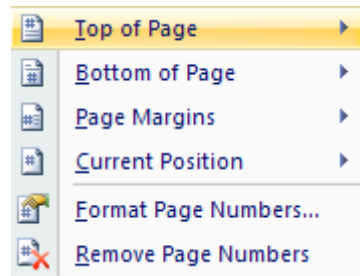 Top of Page
Bottom of Page
Page Margins
Current Position
Format Page Numbers...
Remove Page Numbers